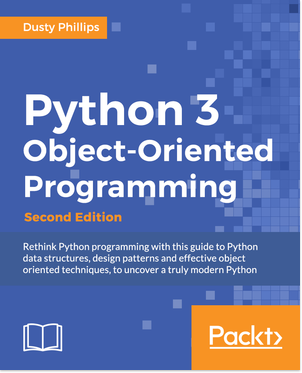 Dusty Phillips
Python 3
Object-Oriented
Programming
Second Edition
Rethink Python programming with this guide to Python
data structures, design patterns and effective object
oriented techniques, to uncover a truly modern Python
Packt>